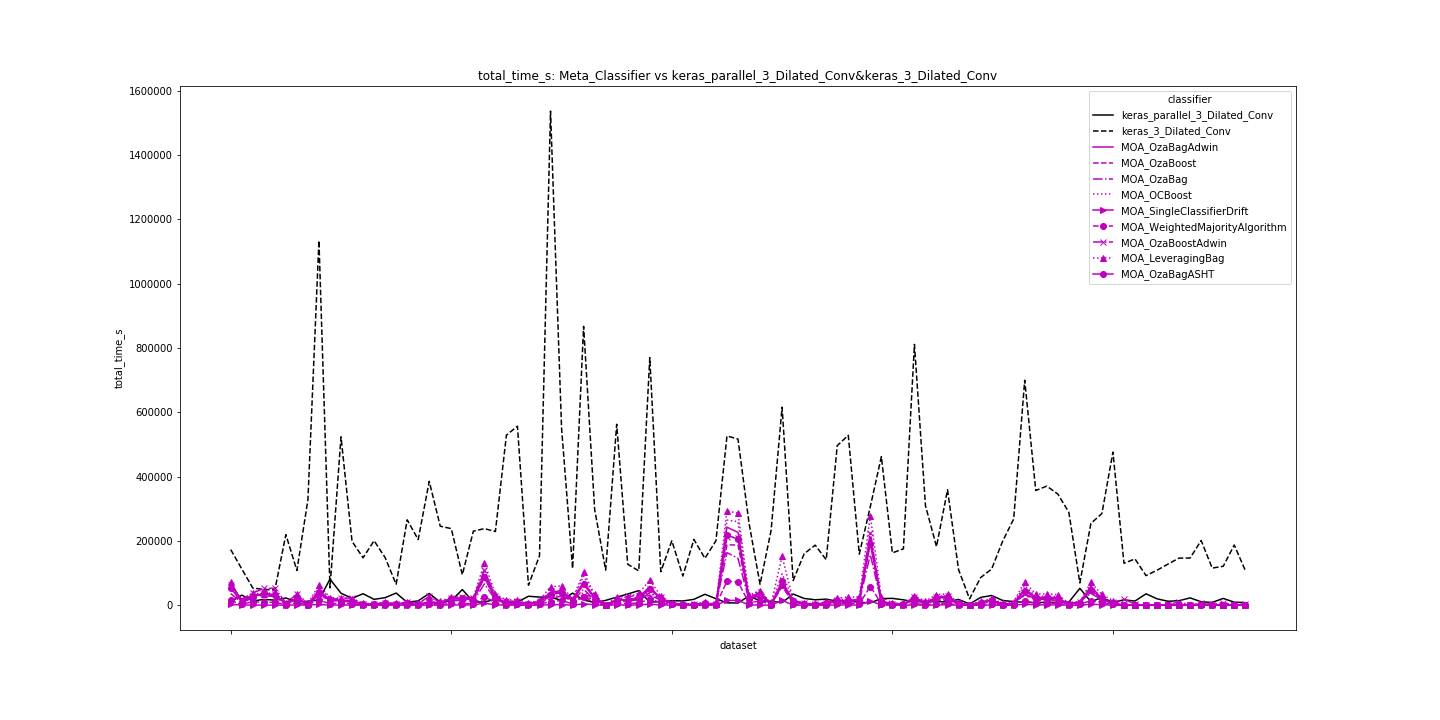 total_time_s: Meta_Classifier vs keras_parallel_3_Dilated_Conv&keras_3_Dilated_Conv
1600000
1400000
1200000
1000000
800000
600000
400000
200000
0
total_time_s
dataset
classifier
keras_parallel_3_Dilated_Conv
keras_3_Dilated_Conv
MOA_OzaBagAdwin
MOA_OzaBoost
MOA_OzaBag
MOA_OCBoost
MOA_SingleClassifierDrift
MOA_WeightedMajorityAlgorithm
MOA_OzaBoostAdwin
MOA_LeveragingBag
MOA_OzaBagASHT